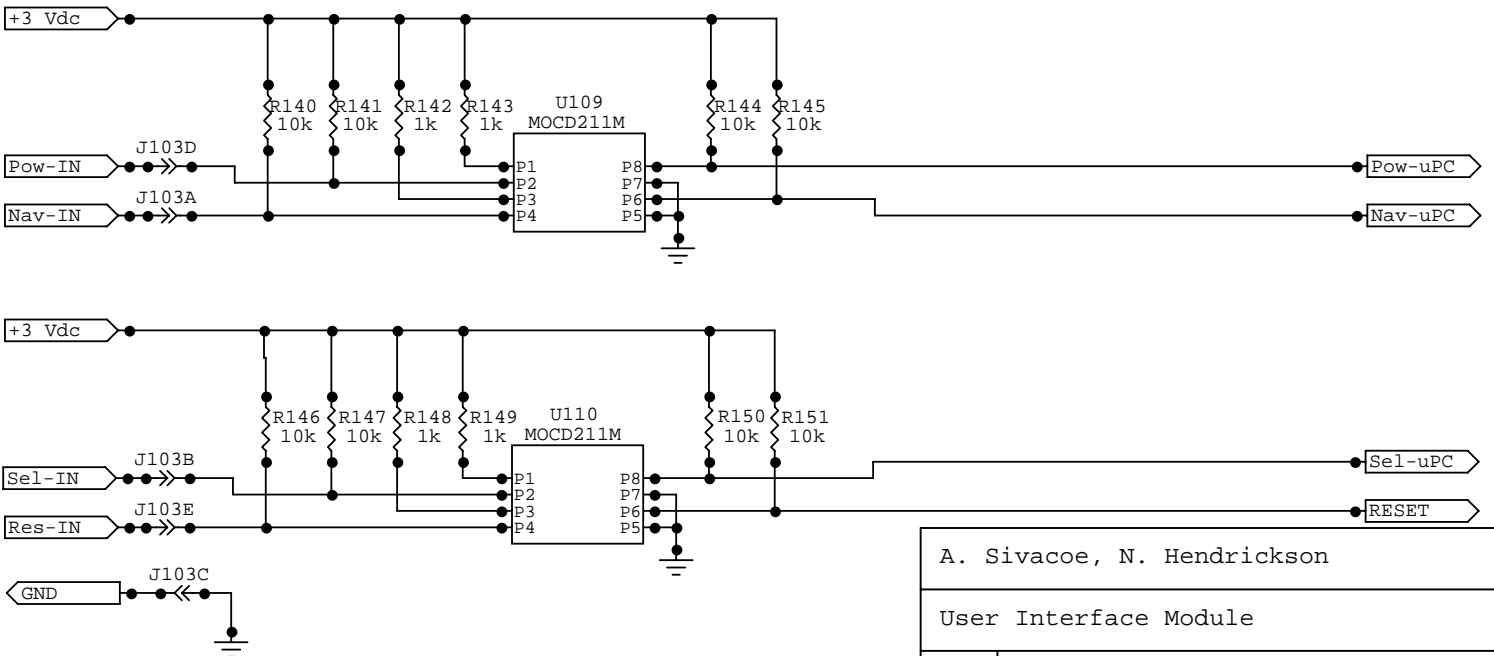 +3 Vdc
R140 10k
R141 10k
R142 1k
R143 1k
U109
MOCD211M
R144 10k
R145 10k
J103D
Pow-IN
J103A
Nav-IN
P1
P2
P3
P4
P8
P7
P6
P5
Pow-uPC
Nav-uPC
+3 Vdc
R146 10k
R147 10k
R148 1k
R149 1k
U110
MOCD211M
R150 10k
R151 10k
J103B
Sel-IN
J103E
Res-IN
P1
P2
P3
P4
P8
P7
P6
P5
Sel-uPC
RESET
J103C
GND
A. Sivacoe, N. Hendrickson
User Interface Module